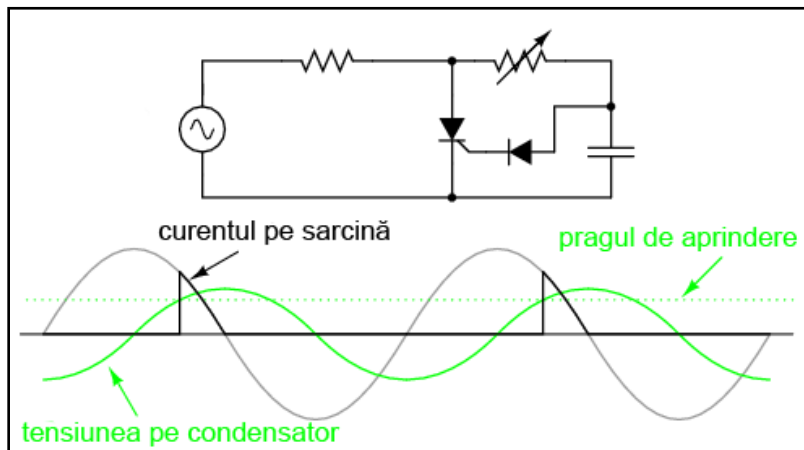 curentul pe sarcină
pragul de aprindere
tensiunea pe condensator